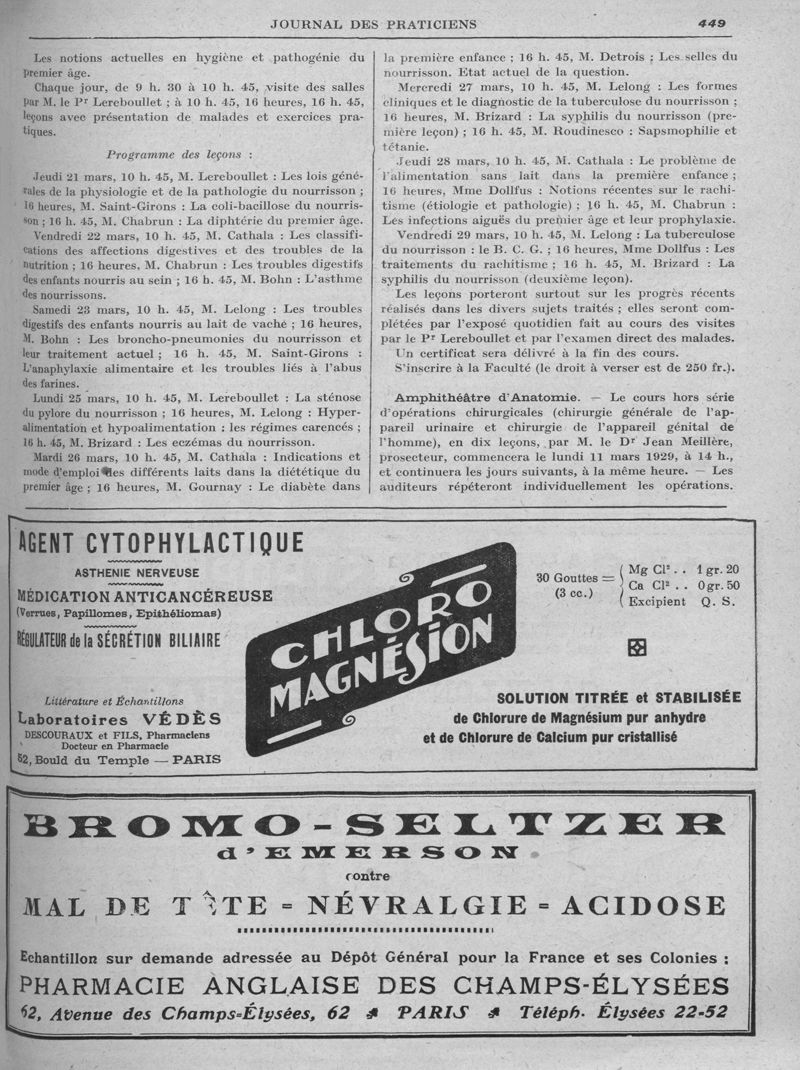 JOURNAL DES PRATICIENS 449
Les notions actuelles en hygiène et pathogénie du
premier âge.
Chaque jour, de 9 h. 30 à 10 h. 45, visite des salles
par M. le Pr Lereboullet ; à 10 h. 45, 16 heures, 16 h. 45,
leçons avec présentation de malades et exercices pra-
tiques.
Programme des leçons :
Jeudi 21 mars, 10 h. 45, M. Lereboullet : Les lois géné-
rales de la physiologie et de la pathologie du nourrisson ;
16 heures, M. Saint-Girons : La coli-bacillose du nourris-
son ; 16 h. 45, M. Chabrun : La diphtérie du premier âge.
Vendredi 22 mars, 10 h. 45, M. Cathala : Les classifi-
cations des affections digestives et des troubles de la
nutrition ; 16 heures, M. Chabrun : Les troubles digestifs
des enfants nourris au sein ; 16 h. 45, M. Bohn : L'asthme
des nourrissons.
Samedi 23 mars, 10 h. 45, M. Lelong : Les troubles
digestifs des enfants nourris au lait de vache ; 16 heures,
M. Bohn : Les broncho-pneumonies du nourrisson et
leur traitement actuel ; 16 h. 45, M. Saint-Girons :
L'anaphylaxie alimentaire et les troubles liés à l'abus
des farines.
Lundi 25 mars, 10 h. 45, M. Lereboullet : La sténose
du pylore du nourrisson ; 16 heures, M. Lelong : Hyper-
alimentation et hypoalimentation : les régimes carencés ;
16 h. 45, M. Brizard : Les eczémas du nourrisson.
Mardi 26 mars, 10 h. 45, M. Cathala : Indications et
mode d'emploi des différents laits dans la diététique du
premier âge ; 16 heures, M. Gournay : Le diabète dans
la première enfance ; 16 h. 45, M. Detrois ; Les selles du
nourrisson. Etat actuel de la question.
Mercredi 27 mars, 10 h. 45, M. Lelong : Les formes
cliniques et le diagnostic de la tuberculose du nourrisson ;
16 heures, M. Brizard : La syphilis du nourrisson (pre-
mière leçon) ; 16 h. 45, M. Roudinesco : Sapsmophilie et
tétanie.
Jeudi 28 mars, 10 h. 45, M. Cathala : Le problème de
l'alimentation sans lait dans la première enfance ;
16 heures, Mme Dollfus : Notions récentes sur le rachi-
tisme (étiologie et pathologie) ; 16 h. 45, M. Chabrun :
Les infections aiguës du premier âge et leur prophylaxie.
Vendredi 29 mars, 10 h. 45, M. Lelong : La tuberculose
du nourrisson : le B. C. G. ; 16 heures, Mme Dollfus : Les
traitements du rachitisme ; 16 h. 45, M. Brizard : La
syphilis du nourrisson (deuxième leçon).
Les leçons porteront surtout sur les progrès récents
réalisés dans les divers sujets traités ; elles seront com-
plétées par l'exposé quotidien fait au cours des visites
par le Pr Lereboullet et par l'examen direct des malades.
Un certificat sera délivré à la fin des cours.
S'inscrire à la Faculté (le droit à verser est de 250 fr.).
Amphithéâtre d'Anatomie. — Le cours hors série
d'opérations chirurgicales (chirurgie générale de l'ap-
pareil urinaire et chirurgie de l'appareil génital de
l'homme), en dix leçons, par M. le Dr Jean Meillère,
prosecteur, commencera le lundi 11 mars 1929, à 14 h.,
et continuera les jours suivants, à la même heure. — Les
auditeurs répéteront individuellement les opérations.
AGENT CYTOPHYLACTIQUE
ASTHENIE NERVEUSE
MÉDICATION ANTICANCÉREUSE
(Verrues, Papillomes, Epithéliomas)
RÉGULATEUR de la SÉCRÉTION BILIAIRE
Littérature et Échantillons
Laboratoires VÉDÈS
DESCOURAUX et FILS, Pharmaciens
Docteur en Pharmacie
62, Bould du Temple — PARIS
CHLORO
MAGNÉSION
30 Gouttes = (3 cc.)
Mg Cl² . . 1 gr. 20
Ca Cl² . . 0 gr. 50
Excipient Q. S.
SOLUTION TITRÉE et STABILISÉE
de Chlorure de Magnésium pur anhydre
et de Chlorure de Calcium pur cristallisé
BROMO-SELTZER
d'EMERSON
contre
MAL DE TÊTE = NÉVRALGIE = ACIDOSE
Echantillon sur demande adressée au Dépôt Général pour la France et ses Colonies :
PHARMACIE ANGLAISE DES CHAMPS-ÉLYSÉES
62, Avenue des Champs-Élysées, 62 PARIS Téléph. Élysées 22-52